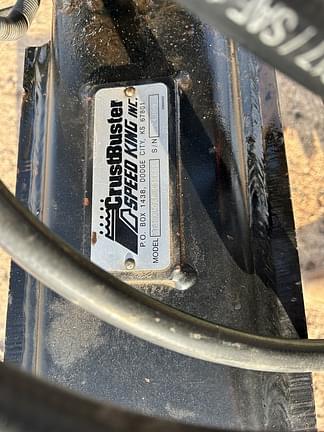 CrustBuster
SPEED KING INC.
P.O. BOX 1438, DODGE CITY, KS 67801
MODEL S/N